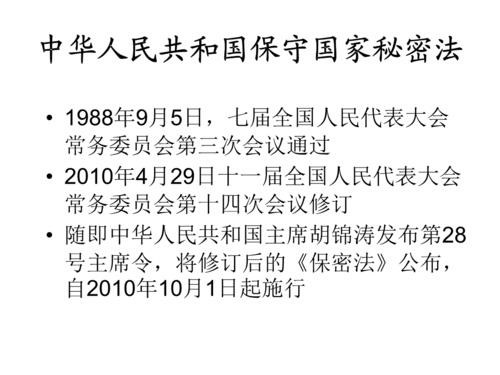 中华人民共和国保守国家秘密法
• 1988年9月5日，七届全国人民代表大会
常务委员会第三次会议通过
• 2010年4月29日十一届全国人民代表大会
常务委员会第十四次会议修订
• 随即中华人民共和国主席胡锦涛发布第28
号主席令，将修订后的《保密法》公布，
自2010年10月1日起施行